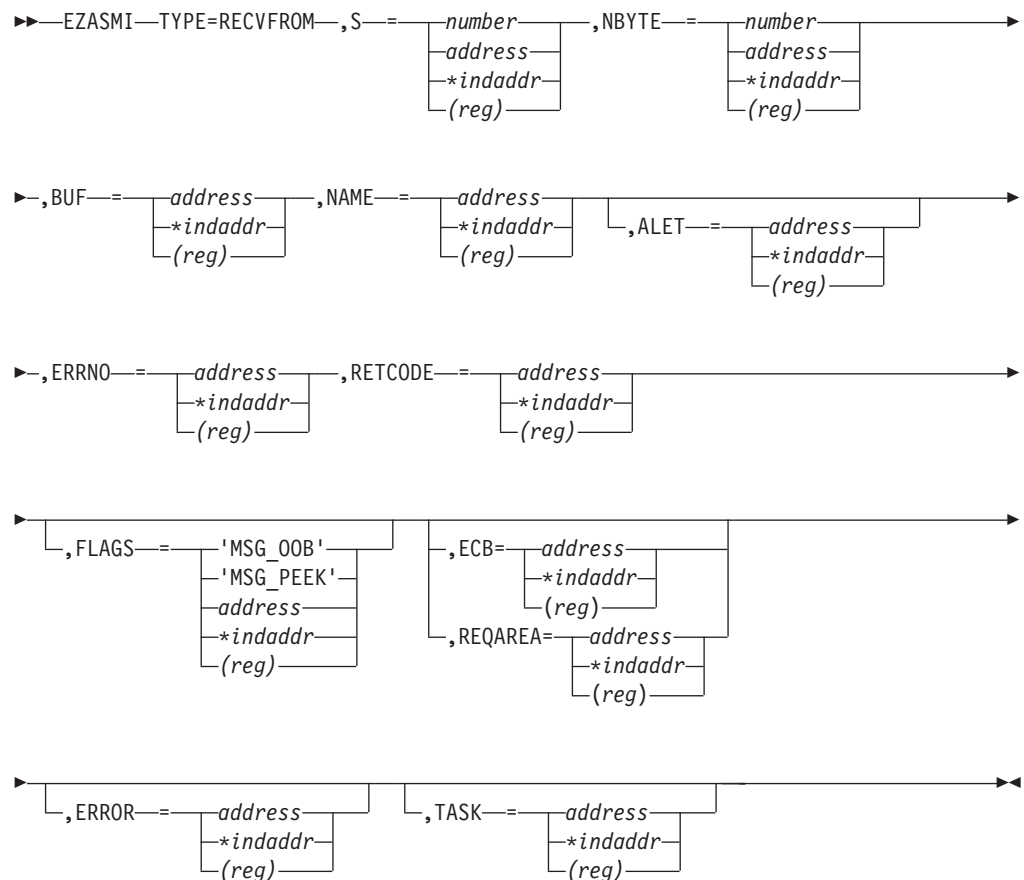 EZASMI TYPE=RECVFROM ,S = number ,NBYTE = number
address address
*indaddr *indaddr
(reg) (reg)
,BUF = address ,NAME = address
*indaddr *indaddr ,ALET = address
(reg) (reg) *indaddr
(reg)
,ERRNO = address ,RETCODE = address
*indaddr *indaddr
(reg) (reg)
,FLAGS = 'MSG_OOB' ,ECB= address
'MSG_PEEK' *indaddr
address (reg)
*indaddr ,REQAREA= address
(reg) *indaddr
(reg)
,ERROR = address ,TASK = address
*indaddr *indaddr
(reg) (reg)